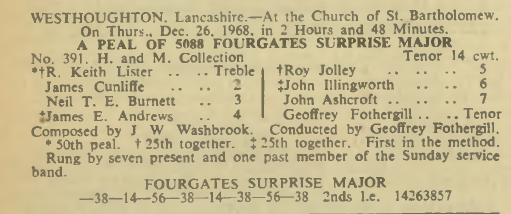 WESTHOUGHTON, Lancashire.—At the Church of St. Bartholomew.
On Thurs., Dec. 26, 1968, in 2 Hours and 48 Minutes.
A PEAL OF 5088 FOURGATES SURPRISE MAJOR
No. 391. H. and M. Collection Tenor 14 cwt.
*†R. Keith Lister .. .. Treble
James Cunliffe .. .. 2
Neil T. E. Burnett .. 3
‡James E. Andrews .. 4
†Roy Jolley .. .. .. 5
‡John Illingworth .. .. 6
John Ashcroft .. .. .. 7
Geoffrey Fothergill .. .. Tenor
Composed by J W Washbrook. Conducted by Geoffrey Fothergill.
* 50th peal. † 25th together. ‡ 25th together. First in the method.
Rung by seven present and one past member of the Sunday service
band.
FOURGATES SURPRISE MAJOR
—38—14—56—38—14—38—56—38 2nds l.e. 14263857